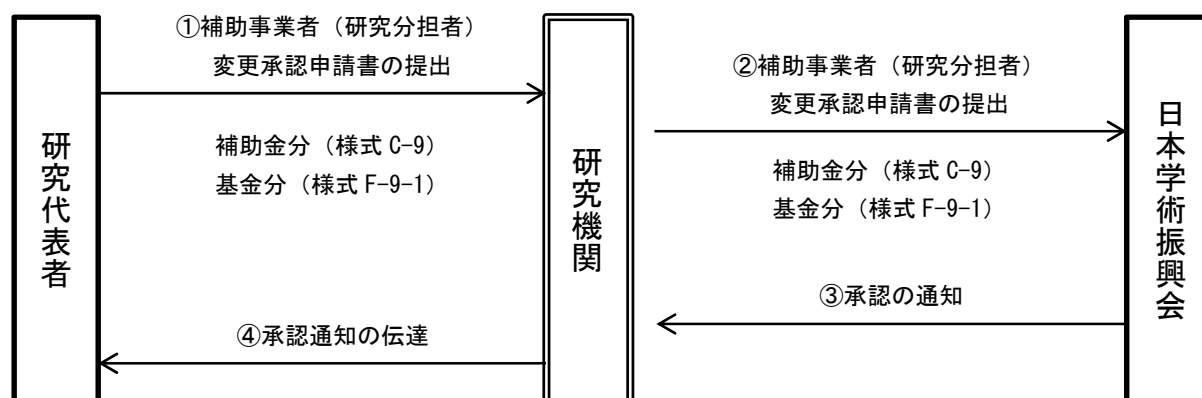 研究代表者
①補助事業者（研究分担者）
変更承認申請書の提出
補助金分（様式 C-9）
基金分（様式 F-9-1）
④承認通知の伝達
研究機関
②補助事業者（研究分担者）
変更承認申請書の提出
補助金分（様式 C-9）
基金分（様式 F-9-1）
③承認の通知
日本学術振興会